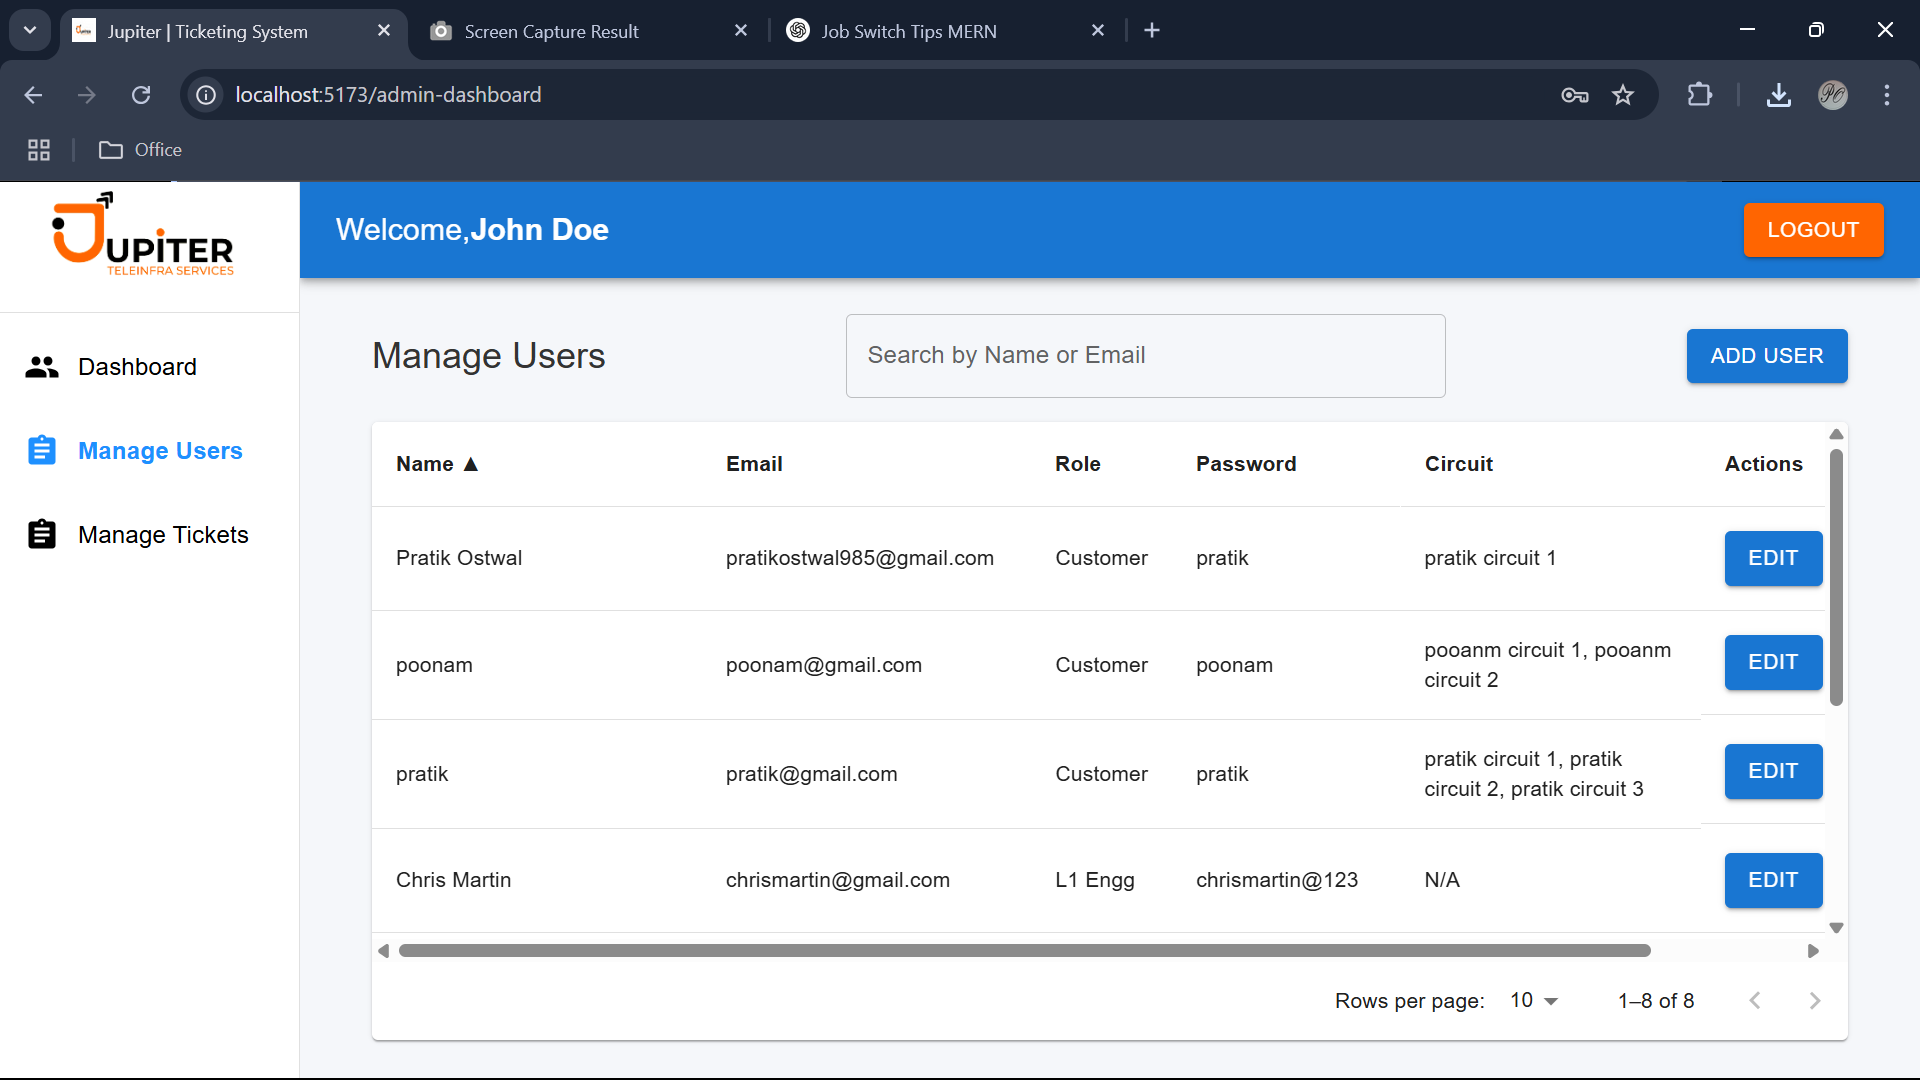 Jupiter | Ticketing System
Screen Capture Result
Job Switch Tips MERN
localhost:5173/admin-dashboard
Office
JUPITER
TELEINFRA SERVICES
Welcome,John Doe
LOGOUT
Dashboard
Manage Users
Manage Tickets
Manage Users
Search by Name or Email
ADD USER
Name ▲ Email Role Password Circuit Actions
Pratik Ostwal pratikostwal985@gmail.com Customer pratik pratik circuit 1 EDIT
poonam poonam@gmail.com Customer poonam pooanm circuit 1, pooanm
circuit 2 EDIT
pratik pratik@gmail.com Customer pratik pratik circuit 1, pratik
circuit 2, pratik circuit 3 EDIT
Chris Martin chrismartin@gmail.com L1 Engg chrismartin@123 N/A EDIT
Rows per page: 10 1–8 of 8